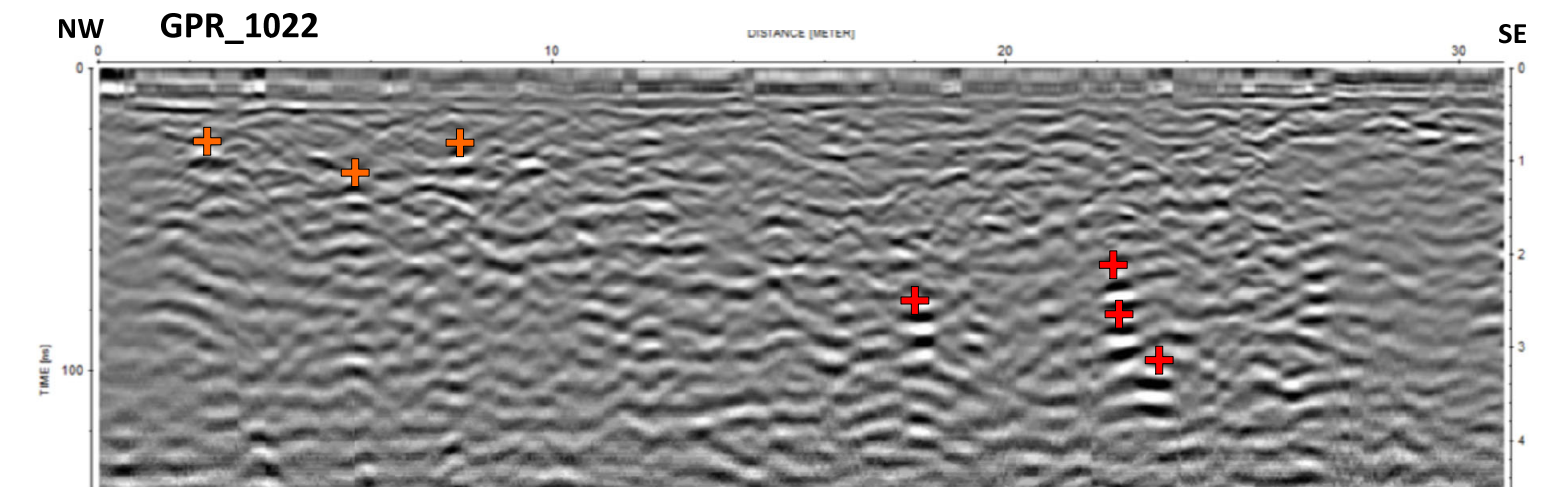 NW GPR_1022 SE
DISTANCE [METER]
0 10 20 30
0 0
1
2
3
100
4
TIME [ns]